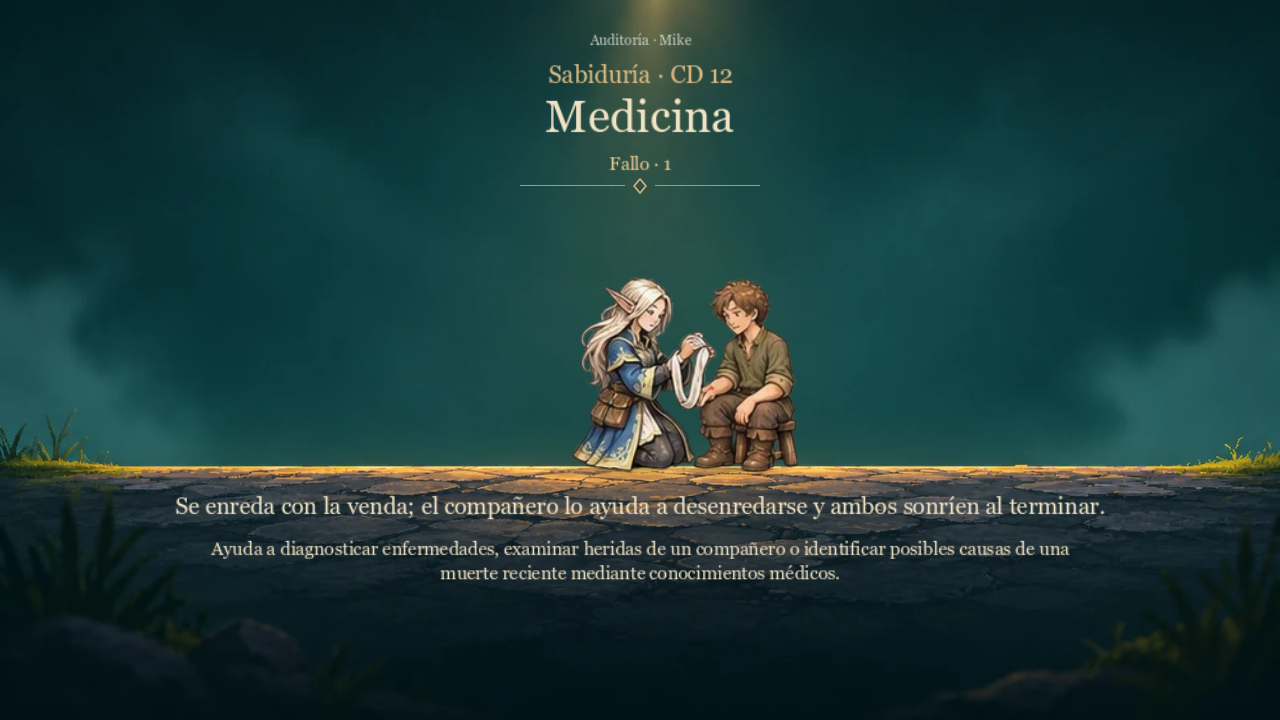 Auditoría · Mike
Sabiduría · CD 12
Medicina
Fallo · 1
Se enreda con la venda; el compañero lo ayuda a desenredarse y ambos sonríen al terminar.
Ayuda a diagnosticar enfermedades, examinar heridas de un compañero o identificar posibles causas de una
muerte reciente mediante conocimientos médicos.